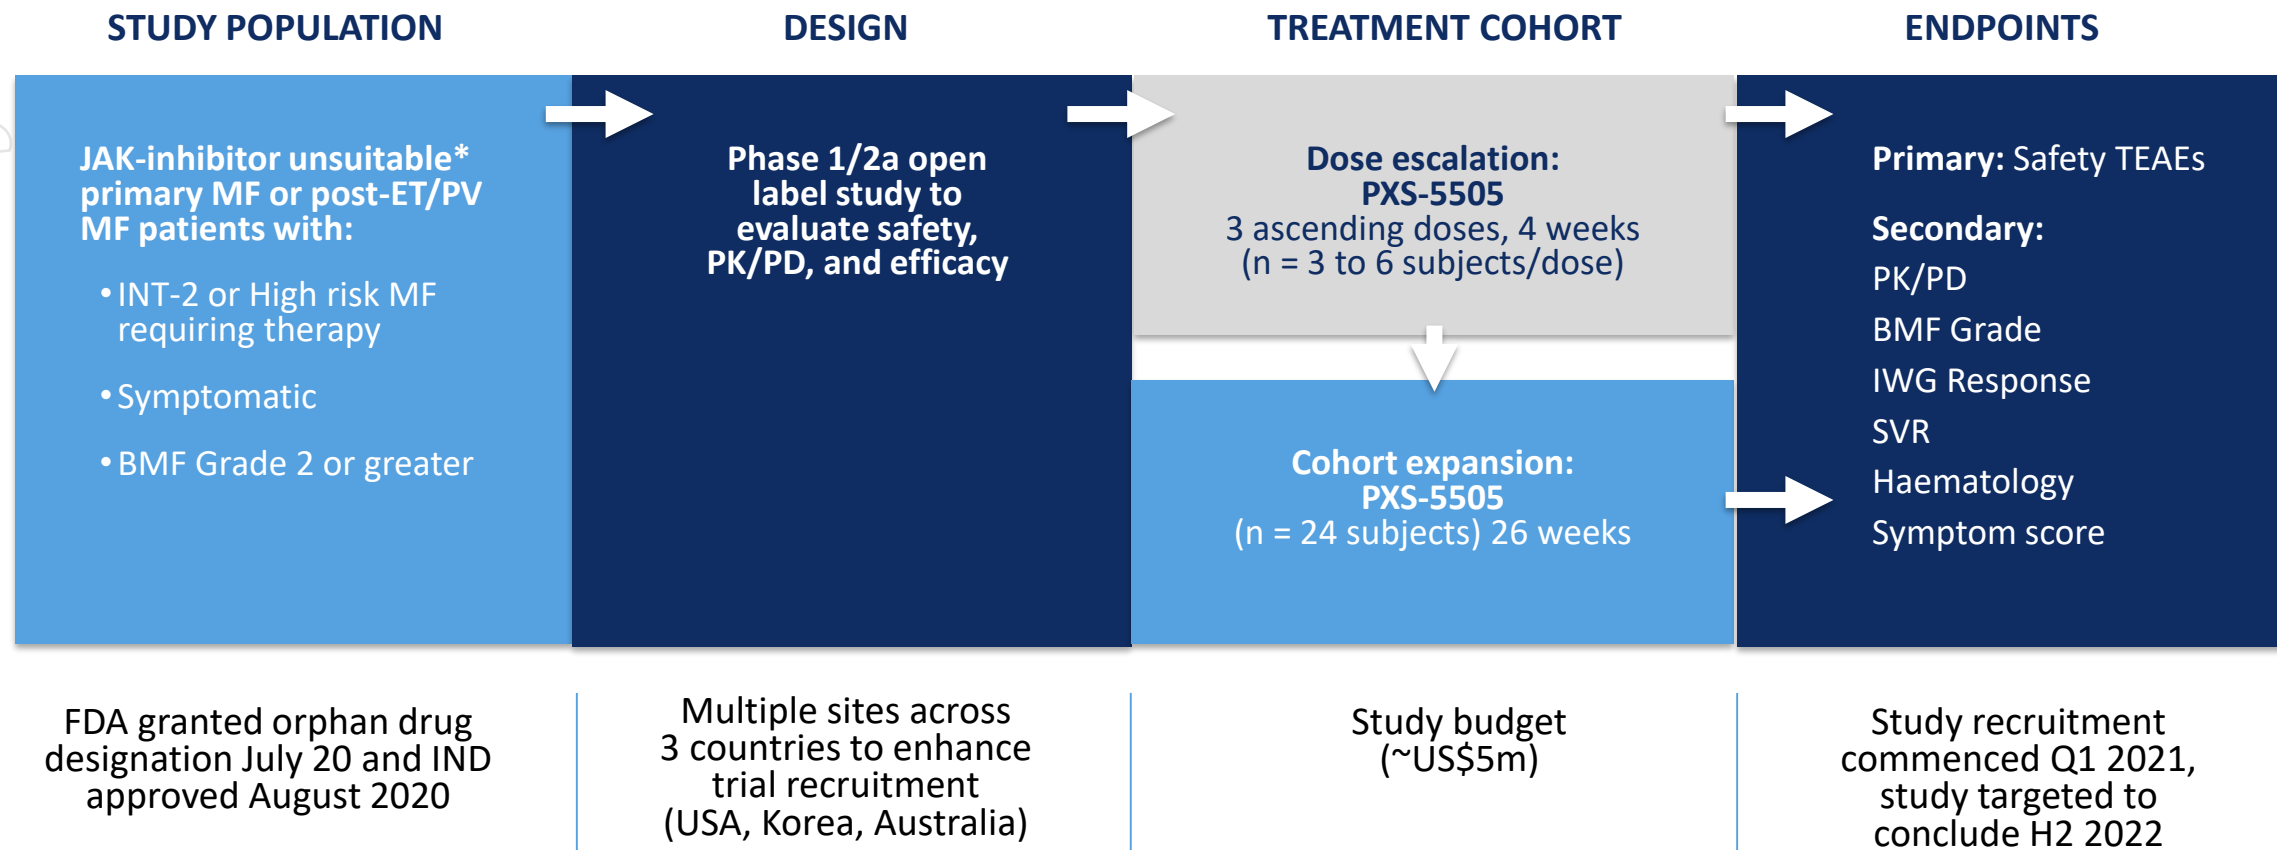 STUDY POPULATION
JAK-inhibitor unsuitable*
primary MF or post-ET/PV
MF patients with:
• INT-2 or High risk MF
requiring therapy
• Symptomatic
• BMF Grade 2 or greater
FDA granted orphan drug
designation July 20 and IND
approved August 2020
DESIGN
Phase 1/2a open
label study to
evaluate safety,
PK/PD, and efficacy
Multiple sites across
3 countries to enhance
trial recruitment
(USA, Korea, Australia)
TREATMENT COHORT
Dose escalation:
PXS-5505
3 ascending doses, 4 weeks
(n = 3 to 6 subjects/dose)
Cohort expansion:
PXS-5505
(n = 24 subjects) 26 weeks
Study budget
(~US$5m)
ENDPOINTS
Primary: Safety TEAEs
Secondary:
PK/PD
BMF Grade
IWG Response
SVR
Haematology
Symptom score
Study recruitment
commenced Q1 2021,
study targeted to
conclude H2 2022